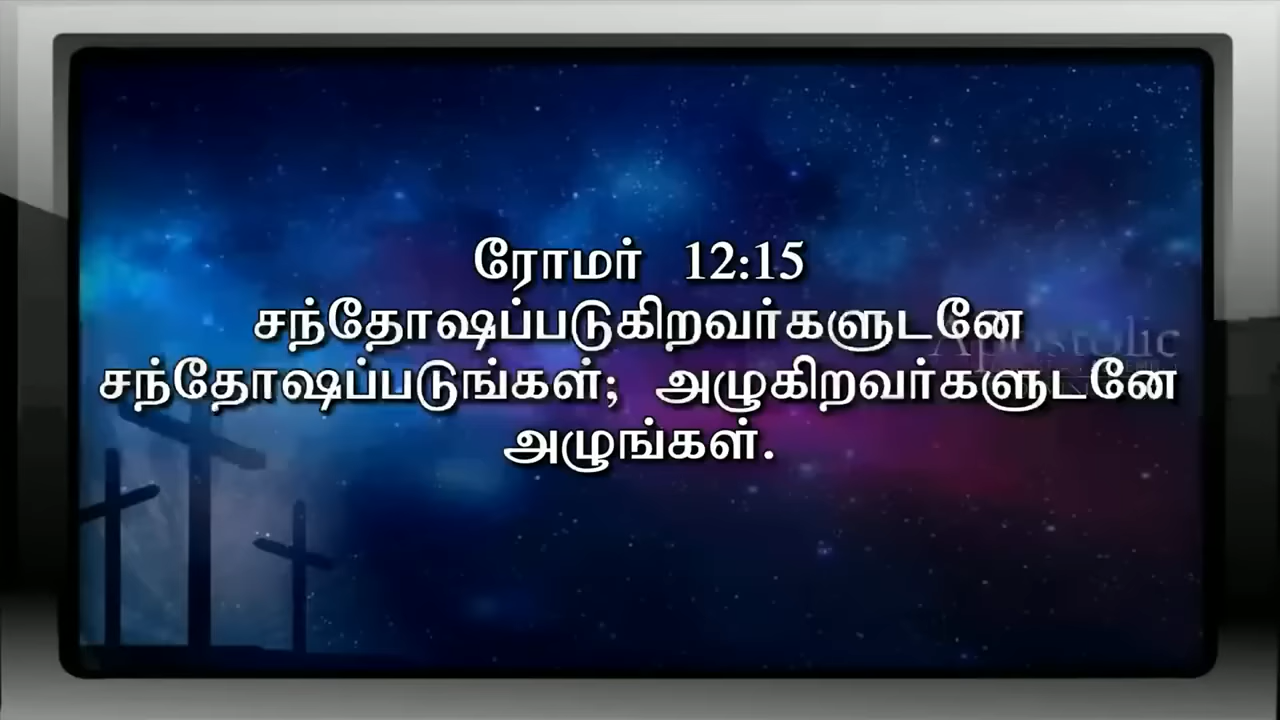 ரோமர் 12:15
சந்தோஷப்படுகிறவர்களுடனே
Apostolic
சந்தோஷப்படுங்கள்; அழுகிறவர்களுடனே
அழுங்கள்.